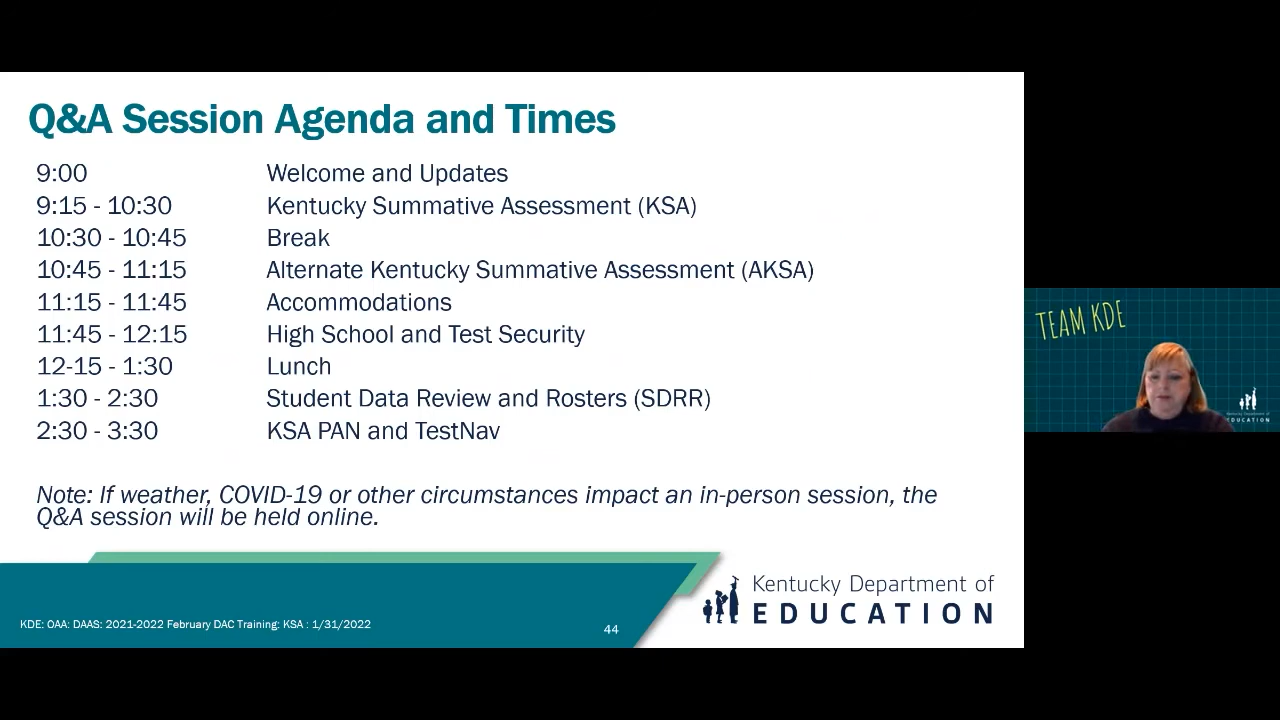 Q&A Session Agenda and Times
9:00 Welcome and Updates
9:15 - 10:30 Kentucky Summative Assessment (KSA)
10:30 - 10:45 Break
10:45 - 11:15 Alternate Kentucky Summative Assessment (AKSA)
11:15 - 11:45 Accommodations
11:45 - 12:15 High School and Test Security
12-15 - 1:30 Lunch
1:30 - 2:30 Student Data Review and Rosters (SDRR)
2:30 - 3:30 KSA PAN and TestNav
Note: If weather, COVID-19 or other circumstances impact an in-person session, the
Q&A session will be held online.
KDE: OAA: DAAS: 2021-2022 February DAC Training: KSA : 1/31/2022
44
Kentucky Department of
EDUCATION
TEAM KDE
Kentucky Department of
EDUCATION